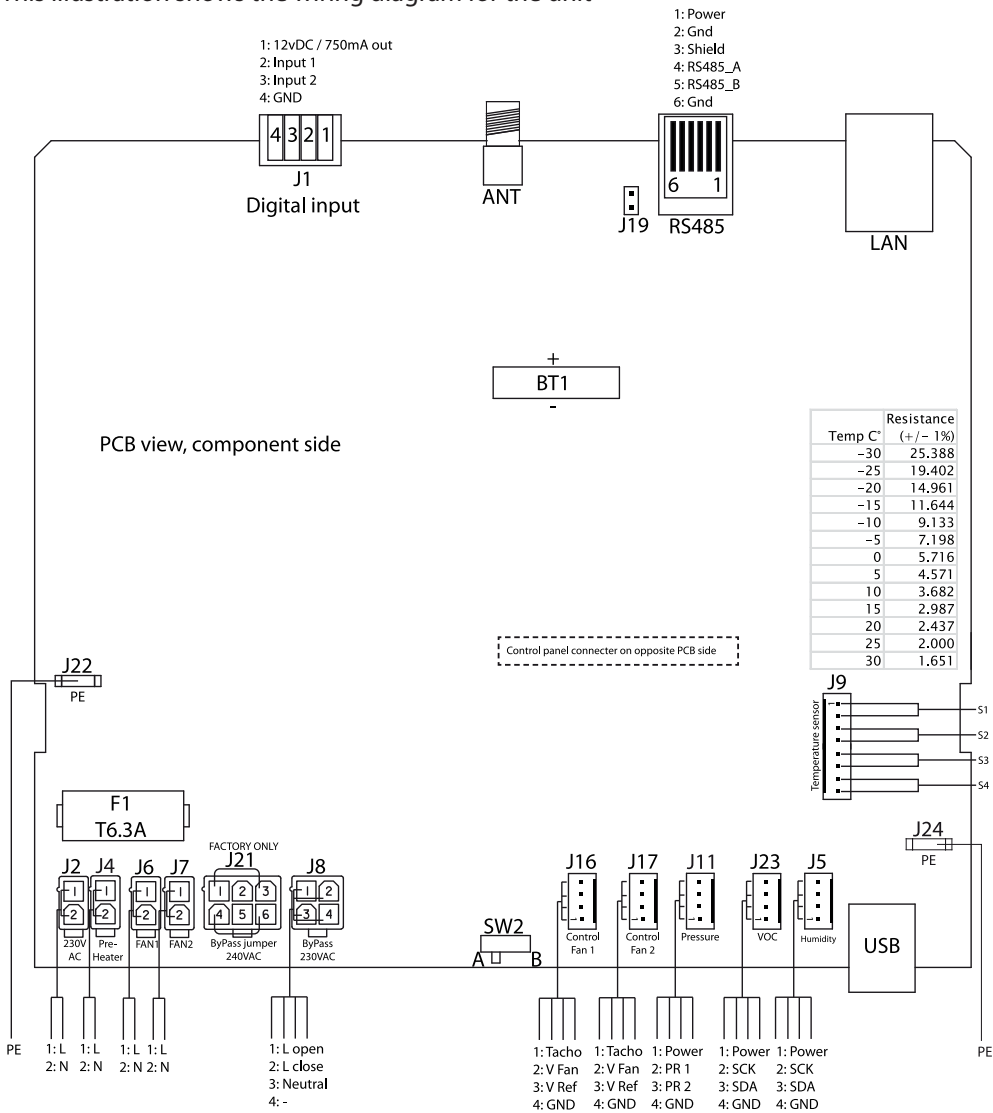 This illustration shows the wiring diagram for the unit
1: Power
2: Gnd
3: Shield
4: RS485_A
5: RS485_B
6: Gnd
1: 12vDC / 750mA out
2: Input 1
3: Input 2
4: GND
4 3 2 1
J1
Digital input
ANT
J19
6 1
RS485
LAN
+
BT1
-
PCB view, component side
Temp C° Resistance (+/- 1%)
-30 25.388
-25 19.402
-20 14.961
-15 11.644
-10 9.133
-5 7.198
0 5.716
5 4.571
10 3.682
15 2.987
20 2.437
25 2.000
30 1.651
Control panel connecter on opposite PCB side
J22
PE
J9
1
Temperature sensor
S1
S2
S3
S4
F1
T6.3A
J24
PE
J2
1
2
230V
AC
J4
1
2
Pre-
Heater
J6
1
2
FAN1
J7
1
2
FAN2
FACTORY ONLY
J21
1 2 3
4 5 6
ByPass jumper
240VAC
J8
1 2
3 4
ByPass
230VAC
SW2
A B
J16
1
Control
Fan 1
J17
1
Control
Fan 2
J11
1
Pressure
J23
1
VOC
J5
1
Humidity
USB
PE
1: L
2: N
1: L
2: N
1: L
2: N
1: L
2: N
1: L open
2: L close
3: Neutral
4: -
1: Tacho
2: V Fan
3: V Ref
4: GND
1: Tacho
2: V Fan
3: V Ref
4: GND
1: Power
2: PR 1
3: PR 2
4: GND
1: Power
2: SCK
3: SDA
4: GND
1: Power
2: SCK
3: SDA
4: GND
PE